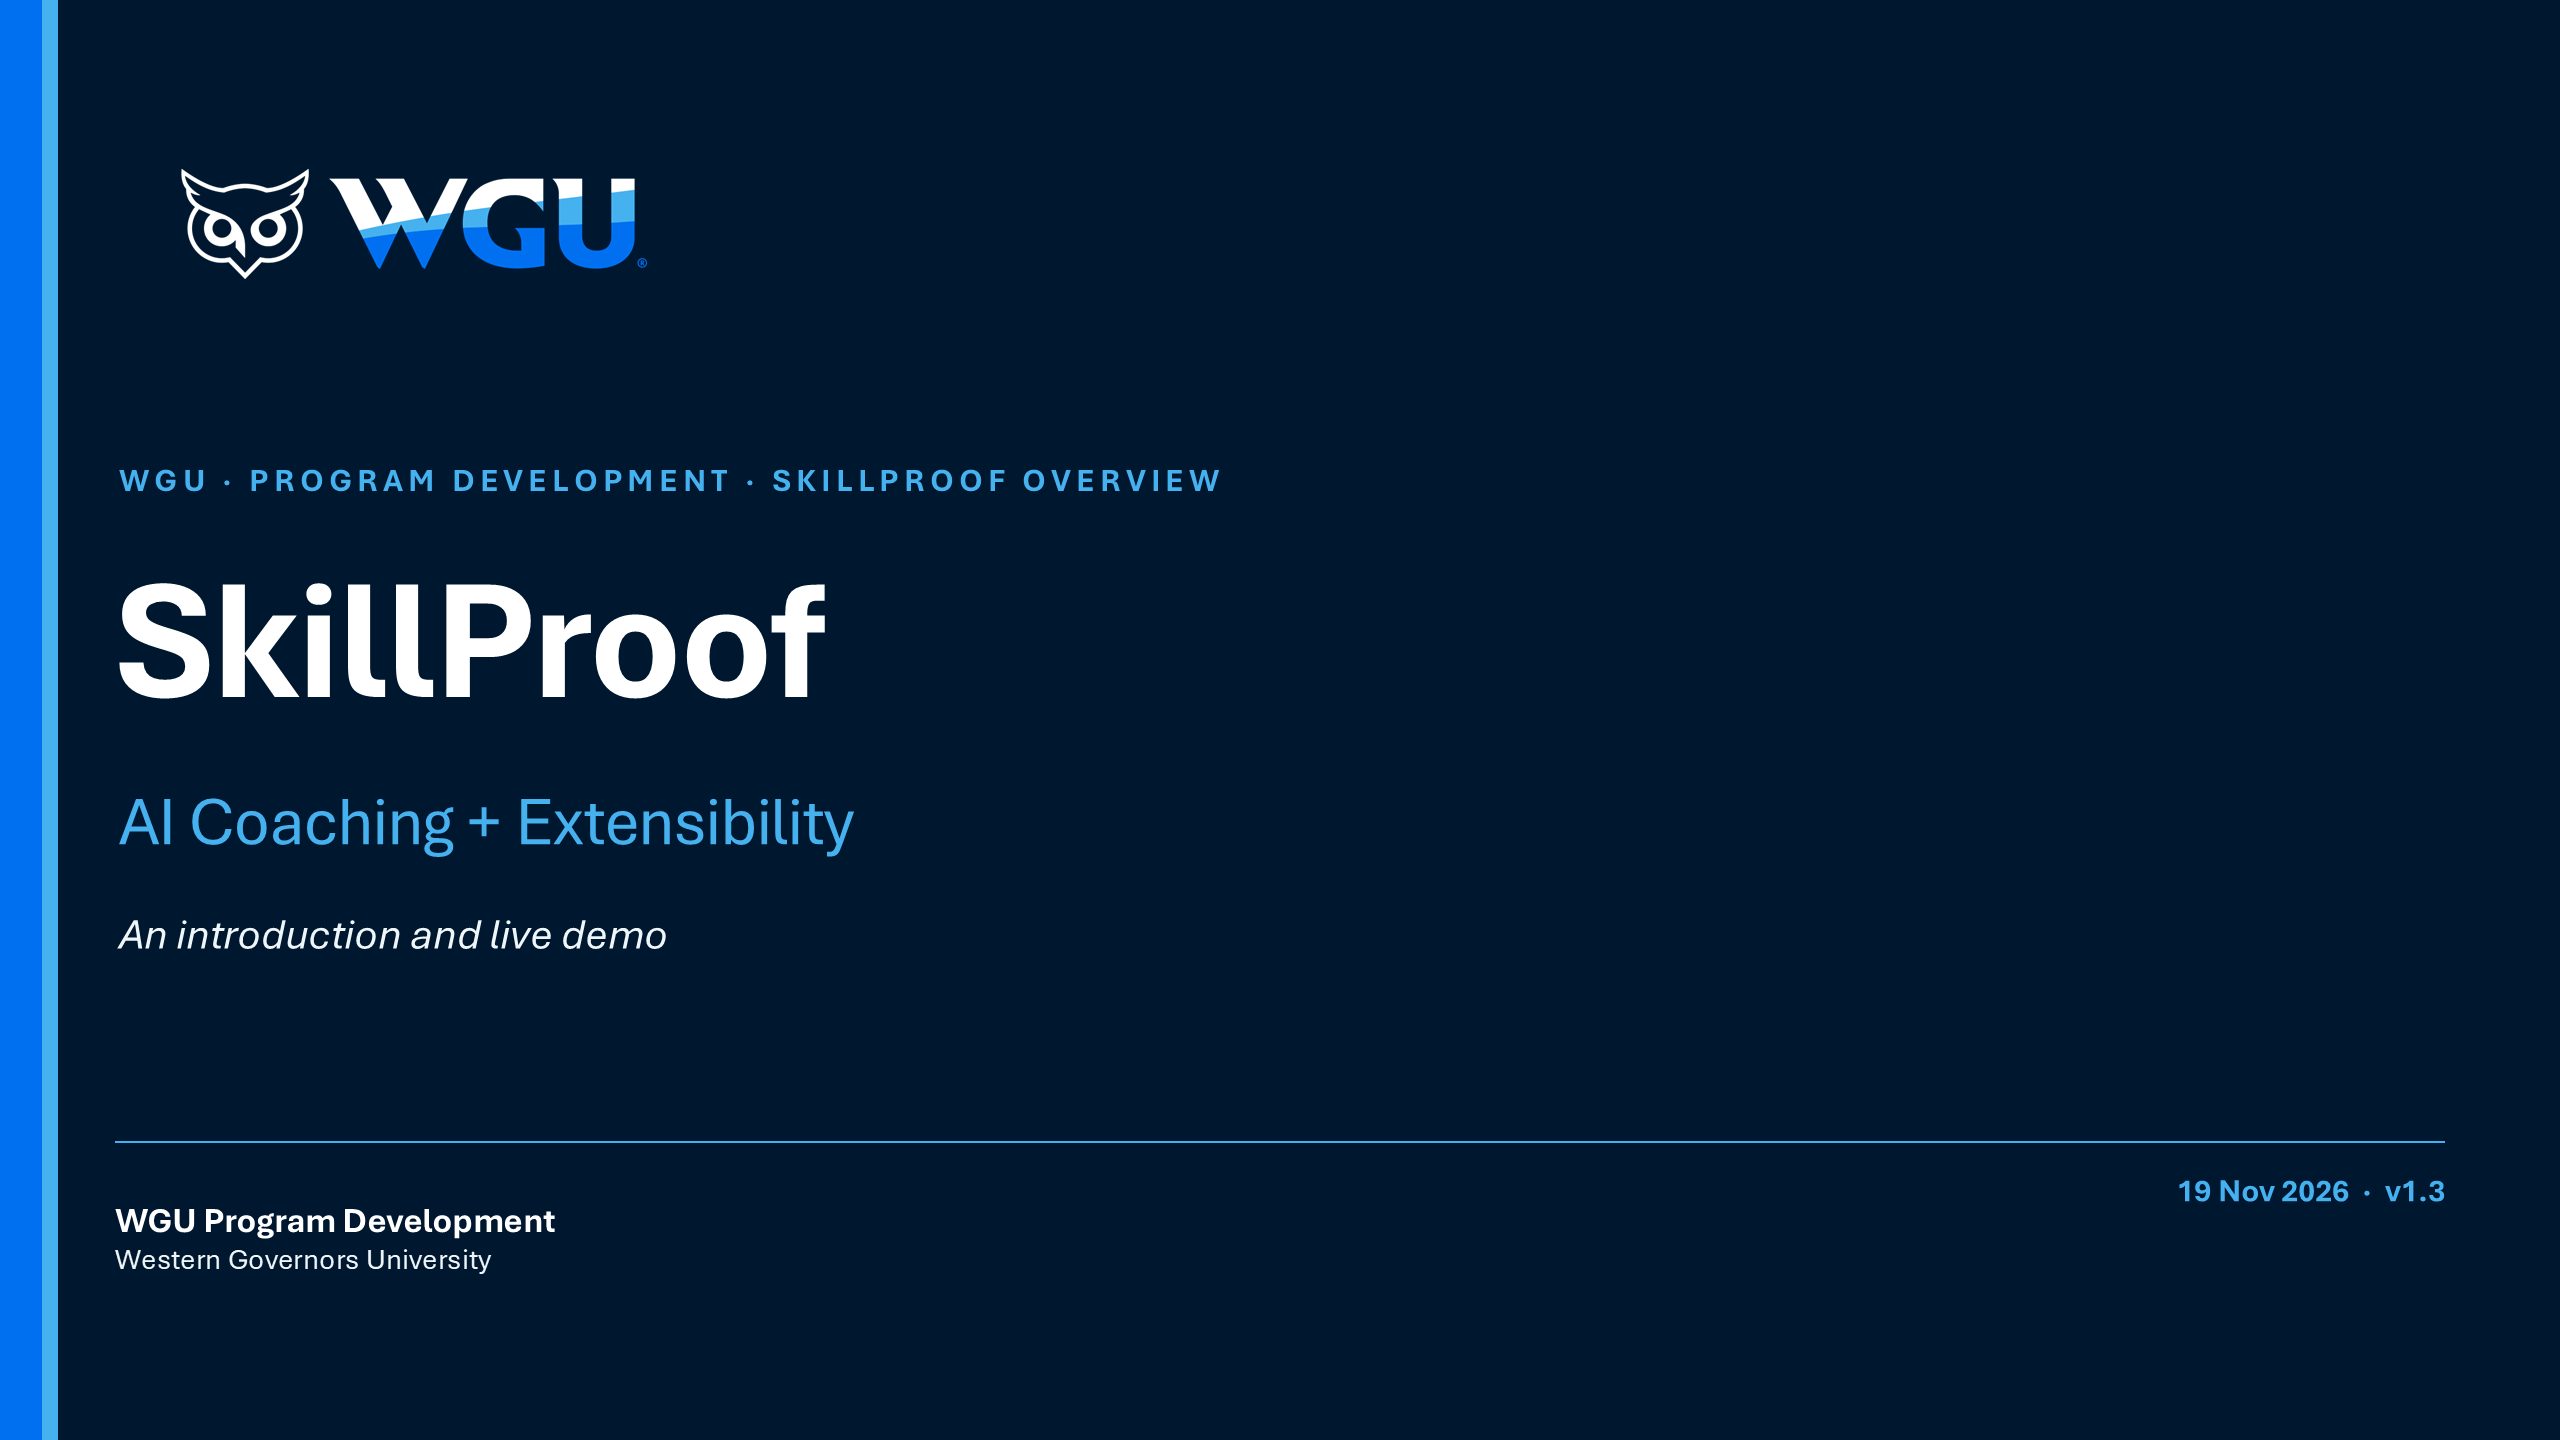 WGU®
WGU · PROGRAM DEVELOPMENT · SKILLPROOF OVERVIEW
SkillProof
AI Coaching + Extensibility
An introduction and live demo
19 Nov 2026 · v1.3
WGU Program Development
Western Governors University